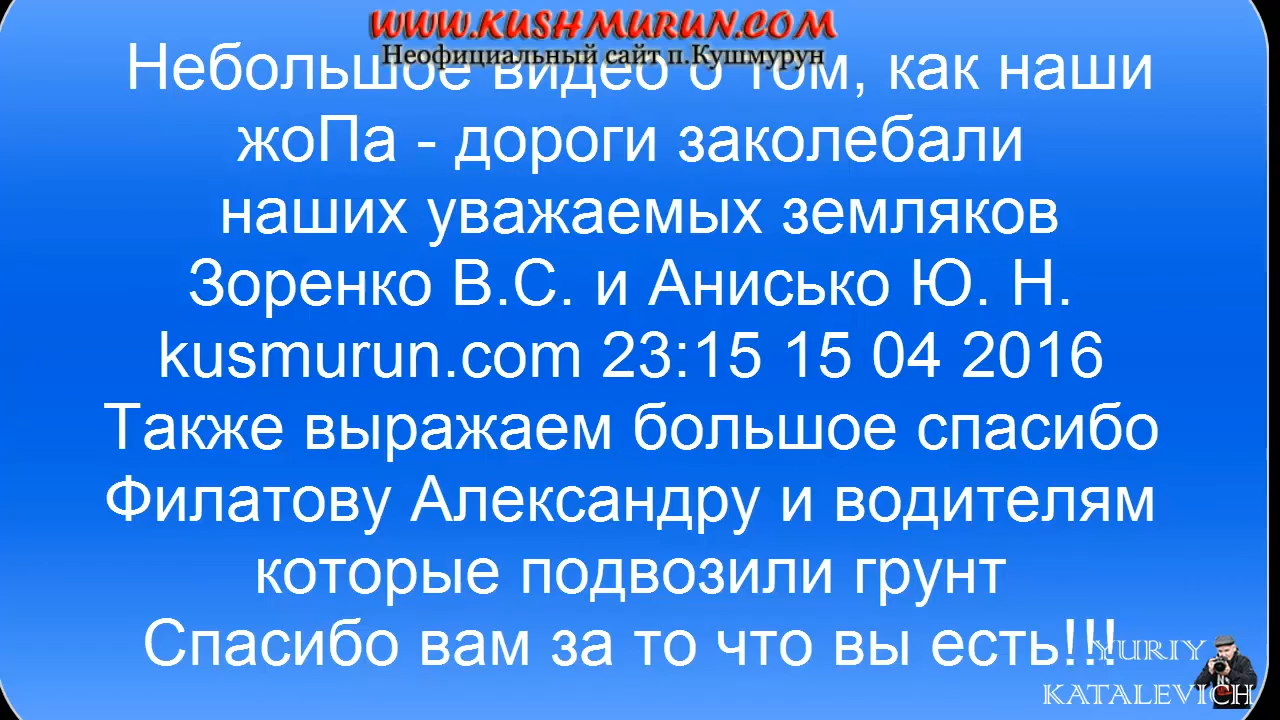 WWW.KUSHMURUN.COM
Неофициальный сайт п.Кушмурун
Небольшое видео о том, как наши
жоПа - дороги заколебали
наших уважаемых земляков
Зоренко В.С. и Анисько Ю. Н.
kusmurun.com 23:15 15 04 2016
Также выражаем большое спасибо
Филатову Александру и водителям
которые подвозили грунт
Спасибо вам за то что вы есть!!!
YURIY
KATALEVICH